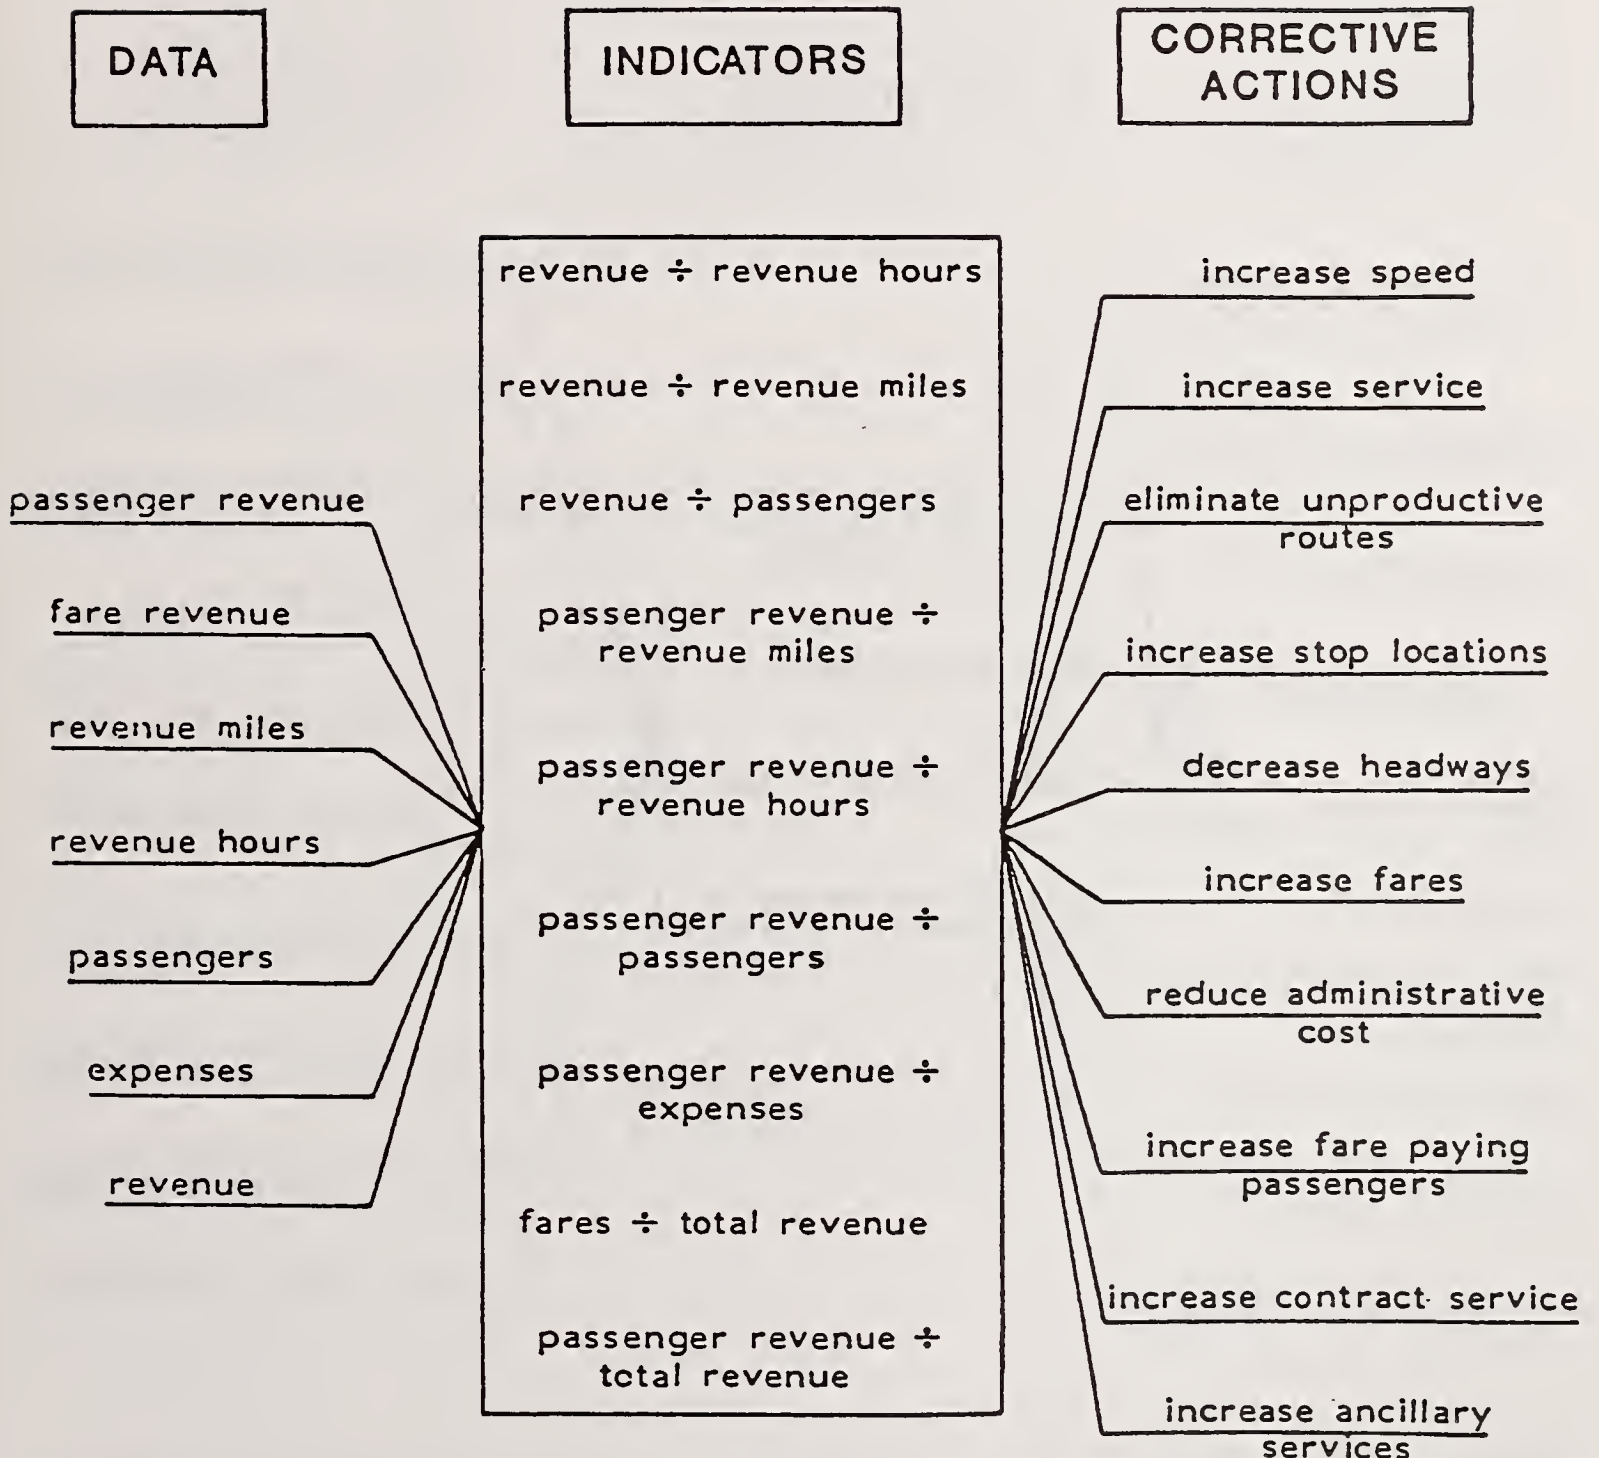 DATA
INDICATORS
CORRECTIVE
ACTIONS
passenger revenue
fare revenue
revenue miles
revenue hours
passengers
expenses
revenue
revenue ÷ revenue hours
revenue ÷ revenue miles
revenue ÷ passengers
passenger revenue ÷
revenue miles
passenger revenue ÷
revenue hours
passenger revenue ÷
passengers
passenger revenue ÷
expenses
fares ÷ total revenue
passenger revenue ÷
total revenue
increase speed
increase service
eliminate unproductive
routes
increase stop locations
decrease headways
increase fares
reduce administrative
cost
increase fare paying
passengers
increase contract service
increase ancillary
services